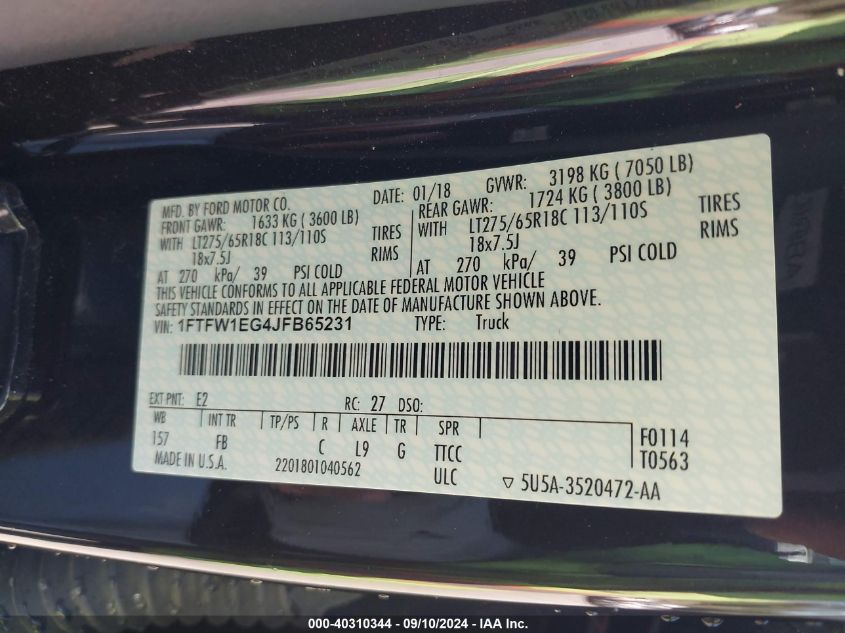 MFD. BY FORD MOTOR CO. DATE: 01/18 GVWR: 3198 KG ( 7050 LB)
FRONT GAWR: 1633 KG (3600 LB) REAR GAWR: 1724 KG ( 3800 LB)
WITH LT275/65R18C 113/110S TIRES WITH LT275/65R18C 113/110S TIRES
18x7.5J RIMS 18x7.5J RIMS
AT 270 kPa/ 39 PSI COLD AT 270 kPa/ 39 PSI COLD
THIS VEHICLE CONFORMS TO ALL APPLICABLE FEDERAL MOTOR VEHICLE
SAFETY STANDARDS IN EFFECT ON THE DATE OF MANUFACTURE SHOWN ABOVE.
VIN: 1FTFW1EG4JFB65231 TYPE: Truck
EXT PNT: E2 RC: 27 DSO:
WB INT TR TP/PS R AXLE TR SPR
157 FB C L9 G TTCC F0114
MADE IN U.S.A. 2201801040562 ULC T0563
▽ 5U5A-3520472-AA
000-40310344 - 09/10/2024 - IAA Inc.